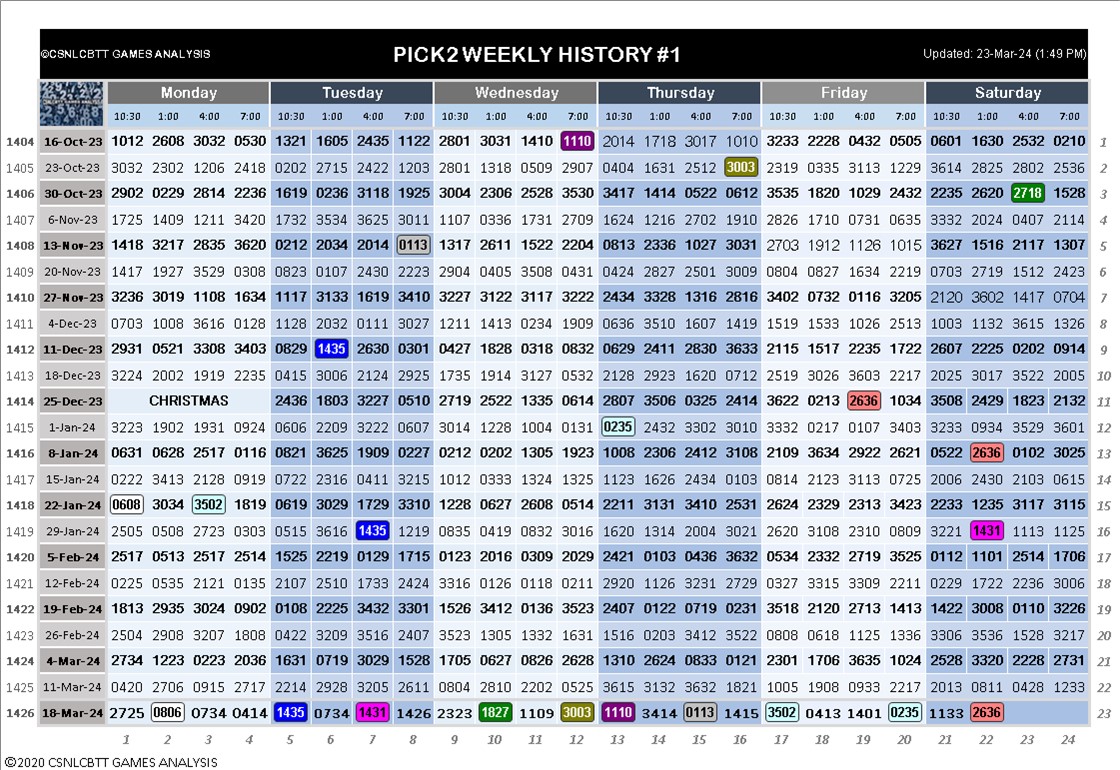 ©CSNLCBTT GAMES ANALYSIS PICK2 WEEKLY HISTORY #1 Updated: 23-Mar-24 (1:49 PM)
Monday Tuesday Wednesday Thursday Friday Saturday
10:30 1:00 4:00 7:00 10:30 1:00 4:00 7:00 10:30 1:00 4:00 7:00 10:30 1:00 4:00 7:00 10:30 1:00 4:00 7:00 10:30 1:00 4:00 7:00
1404 16-Oct-23 1012 2608 3032 0530 1321 1605 2435 1122 2801 3031 1410 1110 2014 1718 3017 1010 3233 2228 0432 0505 0601 1630 2532 0210 1
1405 23-Oct-23 3032 2302 1206 2418 0202 2715 2422 1203 2801 1318 0509 2907 0404 1631 2512 3003 2319 0335 3113 1229 3614 2825 2802 2536 2
1406 30-Oct-23 2902 0229 2814 2236 1619 0236 3118 1925 3004 2306 2528 3530 3417 1414 0522 0612 3535 1820 1029 2432 2235 2620 2718 1528 3
1407 6-Nov-23 1725 1409 1211 3420 1732 3534 3625 3011 1107 0336 1731 2709 1624 1216 2702 1910 2826 1710 0731 0635 3332 2024 0407 2114 4
1408 13-Nov-23 1418 3217 2835 3620 0212 2034 2014 0113 1317 2611 1522 2204 0813 2336 1027 3031 2703 1912 1126 1015 3627 1516 2117 1307 5
1409 20-Nov-23 1417 1927 3529 0308 0823 0107 2430 2223 2904 0405 3508 0431 0424 2827 2501 3009 0804 0827 1634 2219 0703 2719 1512 2423 6
1410 27-Nov-23 3236 3019 1108 1634 1117 3133 1619 3410 3227 3122 3117 3222 2434 3328 1316 2816 3402 0732 0116 3205 2120 3602 1417 0704 7
1411 4-Dec-23 0703 1008 3616 0128 1128 2032 0111 3027 1211 1413 0234 1909 0636 3510 1607 1419 1519 1533 1026 2513 1003 1132 3615 1326 8
1412 11-Dec-23 2931 0521 3308 3403 0829 1435 2630 0301 0427 1828 0318 0832 0629 2411 2830 3633 2115 1517 2235 1722 2607 2225 0202 0914 9
1413 18-Dec-23 3224 2002 1919 2235 0415 3006 2124 2925 1735 1914 3127 0532 2128 2923 1620 0712 2519 3026 3603 2217 2025 3017 3522 2005 10
1414 25-Dec-23 CHRISTMAS 2436 1803 3227 0510 2719 2522 1335 0614 2807 3506 0325 2414 3622 0213 2636 1034 3508 2429 1823 2132 11
1415 1-Jan-24 3223 1902 1931 0924 0606 2209 3222 0607 3014 1228 1004 0131 0235 2432 3302 3010 3332 0217 0107 3403 3233 0934 3529 3601 12
1416 8-Jan-24 0631 0628 2517 0116 0821 3625 1909 0227 0212 0202 1305 1923 1008 2306 2412 3108 2109 3634 2922 2621 0522 2636 0102 3025 13
1417 15-Jan-24 0222 3413 2128 0919 0722 2316 0411 3215 1012 0333 1324 1325 1123 1626 2434 0103 0814 2123 3113 0725 2006 2430 2103 0615 14
1418 22-Jan-24 0608 3034 3502 1819 0619 3029 1729 3310 1228 0627 2608 0514 2211 3131 3410 2531 2624 2329 2313 3423 2233 1235 3117 3115 15
1419 29-Jan-24 2505 0508 2723 0303 0515 3616 1435 1219 0835 0419 0832 3016 1620 1314 2004 3021 2620 3108 2310 0809 3221 1431 1113 1125 16
1420 5-Feb-24 2517 0513 2517 2514 1525 2219 0129 1715 0123 2016 0309 2029 2421 0103 0436 3632 0534 2332 2719 3525 0112 1101 2514 1706 17
1421 12-Feb-24 0225 0535 2121 0135 2107 2510 1733 2424 3316 0126 0118 0211 2920 1126 3231 2729 0327 3315 3309 2211 0229 1722 2236 3006 18
1422 19-Feb-24 1813 2935 3024 0902 0108 2225 3432 3301 1526 3412 0136 3523 2407 0122 0719 0231 3518 2120 2713 1413 1422 3008 0110 3226 19
1423 26-Feb-24 2504 2908 3207 1808 0422 3209 3516 2407 3523 1305 1332 1631 1516 0203 3412 3522 0808 0618 1125 1336 3306 3536 1528 3217 20
1424 4-Mar-24 2734 1223 0223 2036 1631 0719 3029 1528 1705 0627 0826 2628 1310 2624 0833 0121 2301 1706 3635 1024 2528 3320 2228 2731 21
1425 11-Mar-24 0420 2706 0915 2717 2214 2928 3205 2611 0804 2810 2202 0525 3615 3132 3632 1821 1005 1908 0933 2217 2013 0811 0428 1233 22
1426 18-Mar-24 2725 0806 0734 0414 1435 0734 1431 1426 2323 1827 1109 3003 1110 3414 0113 1415 3502 0413 1401 0235 1133 2636 23
1 2 3 4 5 6 7 8 9 10 11 12 13 14 15 16 17 18 19 20 21 22 23 24
©2020 CSNLCBTT GAMES ANALYSIS